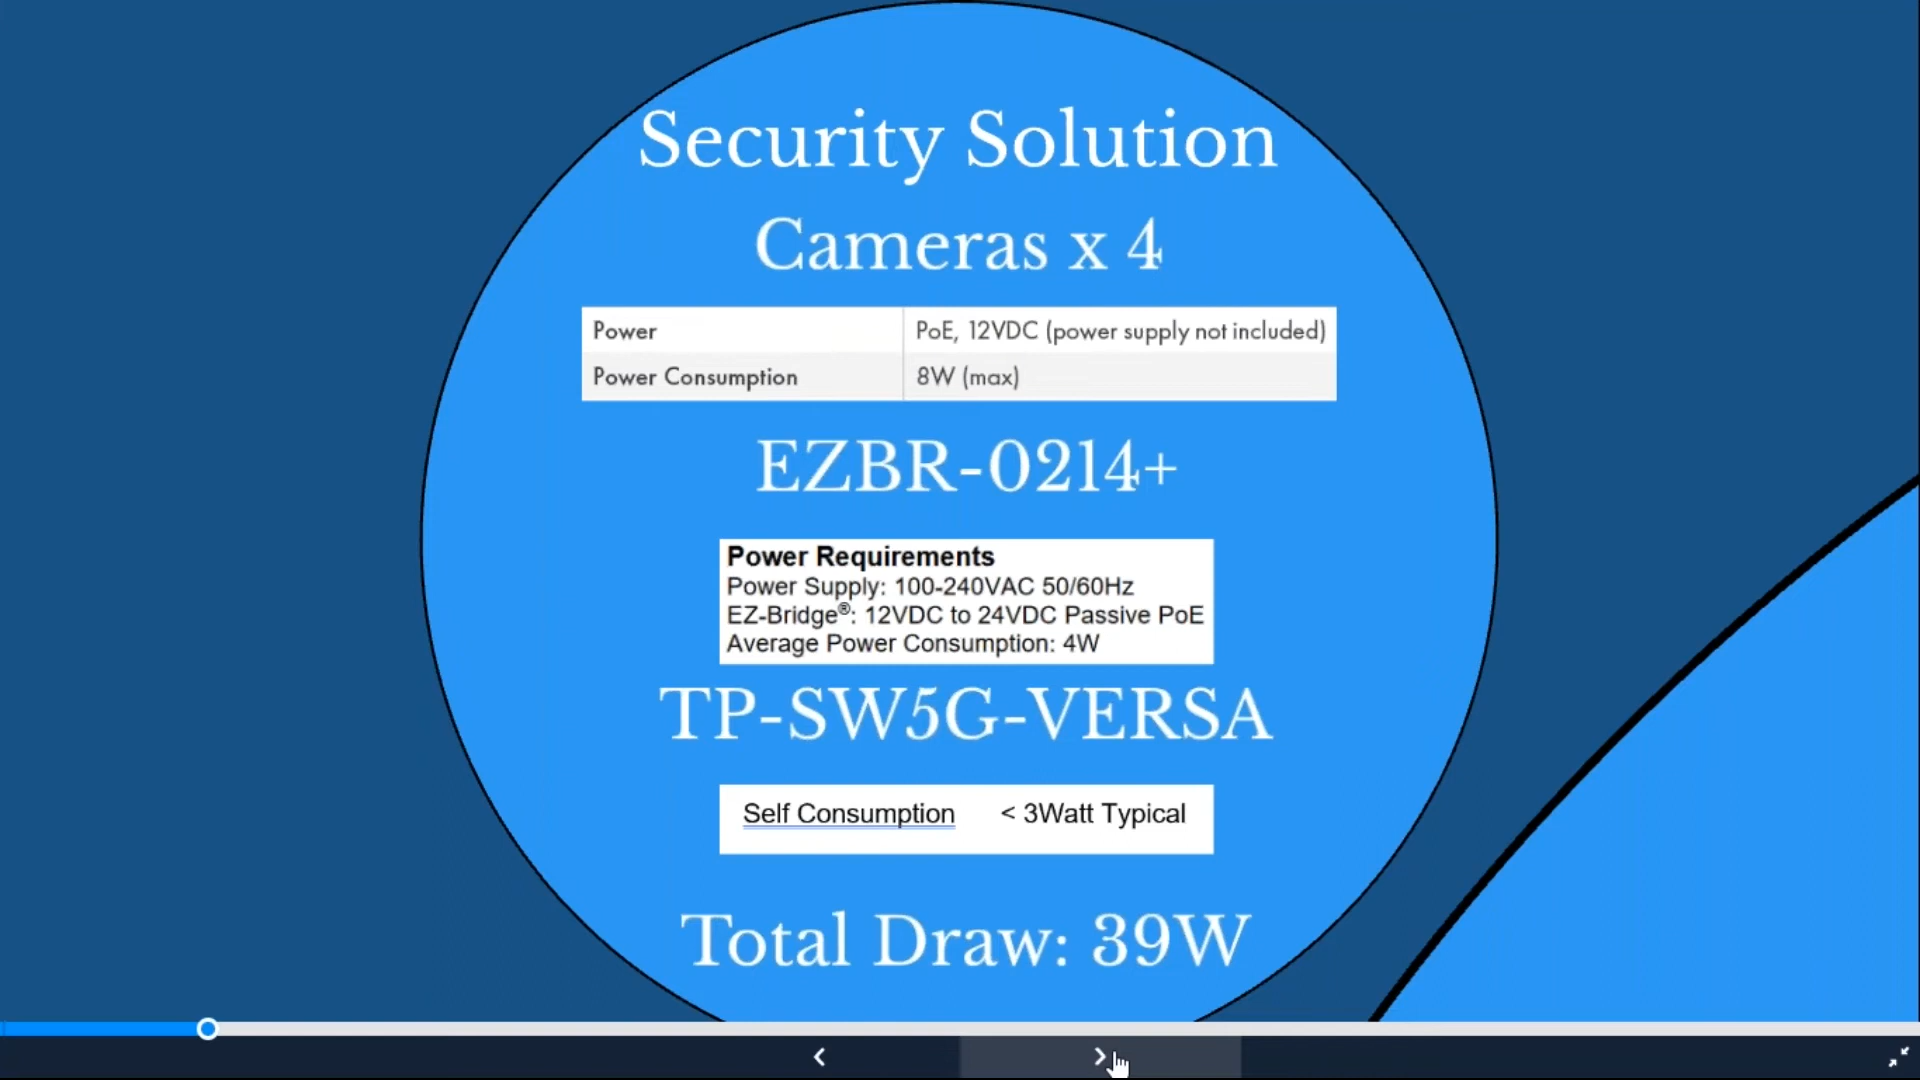 Security Solution
Cameras x 4
Power PoE, 12VDC (power supply not included)
Power Consumption 8W (max)
EZBR-0214+
Power Requirements
Power Supply: 100-240VAC 50/60Hz
EZ-Bridge®: 12VDC to 24VDC Passive PoE
Average Power Consumption: 4W
TP-SW5G-VERSA
Self Consumption < 3Watt Typical
Total Draw: 39W